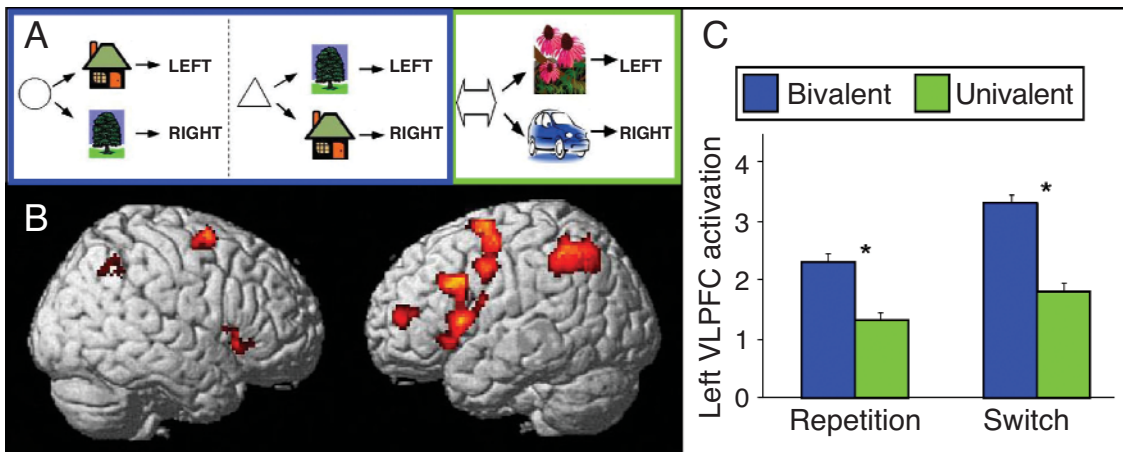 A
LEFT
RIGHT
LEFT
RIGHT
LEFT
RIGHT
B
C
Bivalent Univalent
Left VLPFC activation
4
3
2
1
0
*
*
Repetition Switch